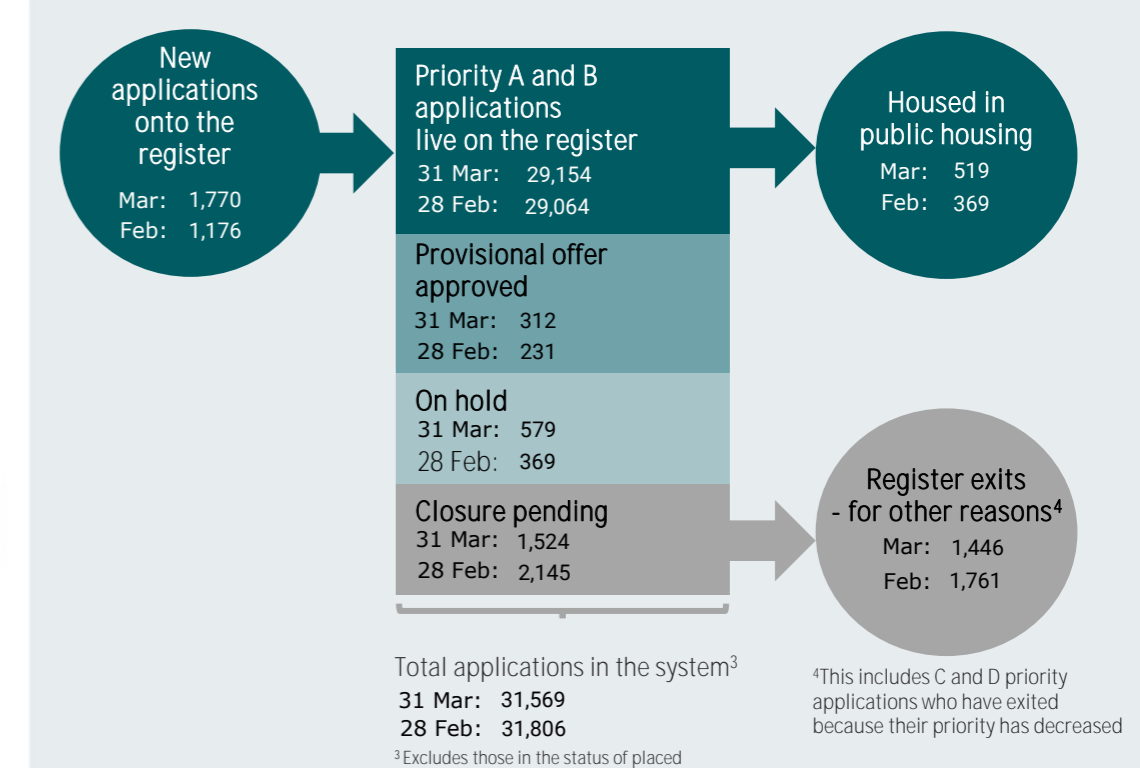 New
applications
onto the
register
Mar: 1,770
Feb: 1,176
Priority A and B
applications
live on the register
31 Mar: 29,154
28 Feb: 29,064
Housed in
public housing
Mar: 519
Feb: 369
Provisional offer
approved
31 Mar: 312
28 Feb: 231
On hold
31 Mar: 579
28 Feb: 369
Closure pending
31 Mar: 1,524
28 Feb: 2,145
Register exits
- for other reasons⁴
Mar: 1,446
Feb: 1,761
Total applications in the system³
31 Mar: 31,569
28 Feb: 31,806
³ Excludes those in the status of placed
⁴This includes C and D priority
applications who have exited
because their priority has decreased